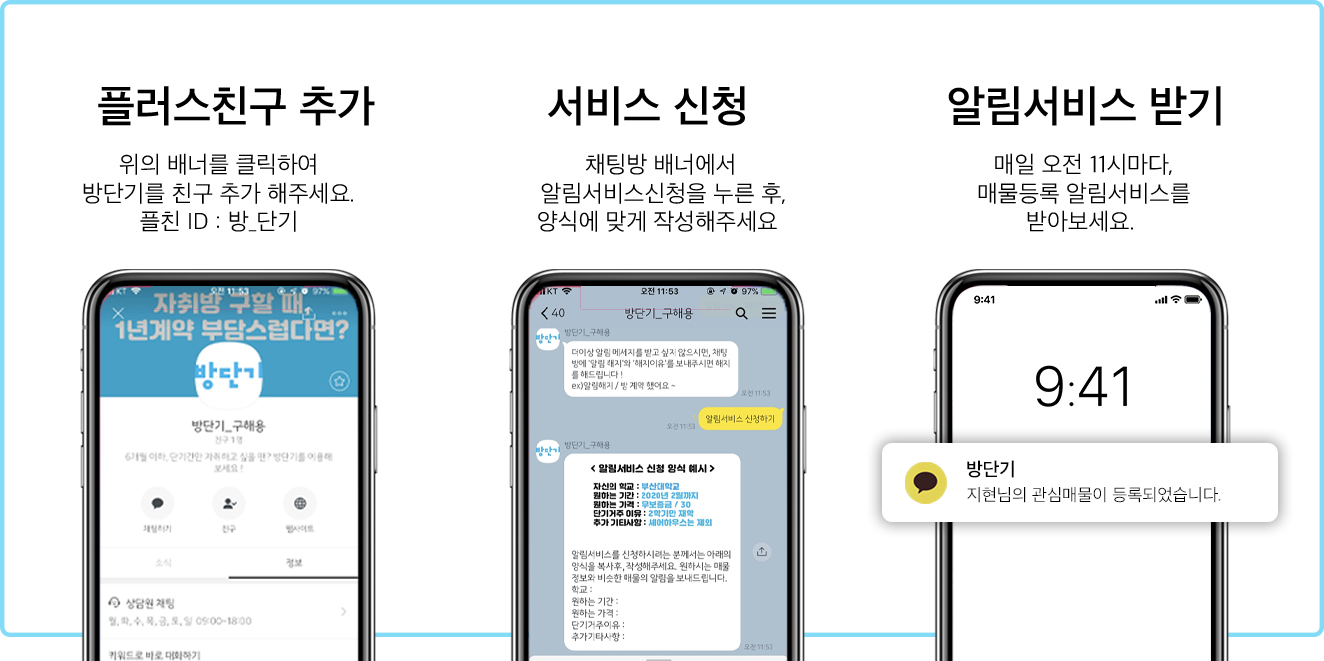 플러스친구 추가
위의 배너를 클릭하여
방단기를 친구 추가 해주세요.
플친 ID : 방_단기
KT
오전 11:53
97%
자취방 구할 때
1년계약 부담스럽다면?
방단기
방단기_구해용
친구 1명
6개월 이하, 단기간만 자취하고 싶을 땐? 방단기를 이용해
보세요 !
채팅하기
친구
웹사이트
소식
정보
상담원 채팅
월, 화, 수, 목, 금, 토, 일 09:00~18:00
키워드로 바로 대화하기
서비스 신청
채팅방 배너에서
알림서비스신청을 누른 후,
양식에 맞게 작성해주세요
KT
오전 11:53
97%
40
방단기_구해용
방단기
방단기_구해용
더이상 알림 메세지를 받고 싶지 않으시면, 채팅
방에 '알림 해지'와 '해지이유'를 보내주시면 해지
를 해드립니다 !
ex)알림해지 / 방 계약 했어요 ~
오전 11:53
오전 11:53
알림서비스 신청하기
방단기
방단기_구해용
< 알림서비스 신청 양식 예시 >
자신의 학교 : 부산대학교
원하는 기간 : 2020년 2월까지
원하는 가격 : 무보증금 / 30
단기거주 이유 : 2학기만 재학
추가 기타사항 : 셰어하우스는 제외
알림서비스를 신청하시려는 분께서는 아래의
양식을 복사후, 작성해주세요. 원하시는 매물
정보와 비슷한 매물의 알림을 보내드립니다.
학교 :
원하는 기간 :
원하는 가격 :
단기거주이유 :
추가기타사항 :
오전 11:53
알림서비스 받기
매일 오전 11시마다,
매물등록 알림서비스를
받아보세요.
9:41
9:41
방단기
지현님의 관심매물이 등록되었습니다.